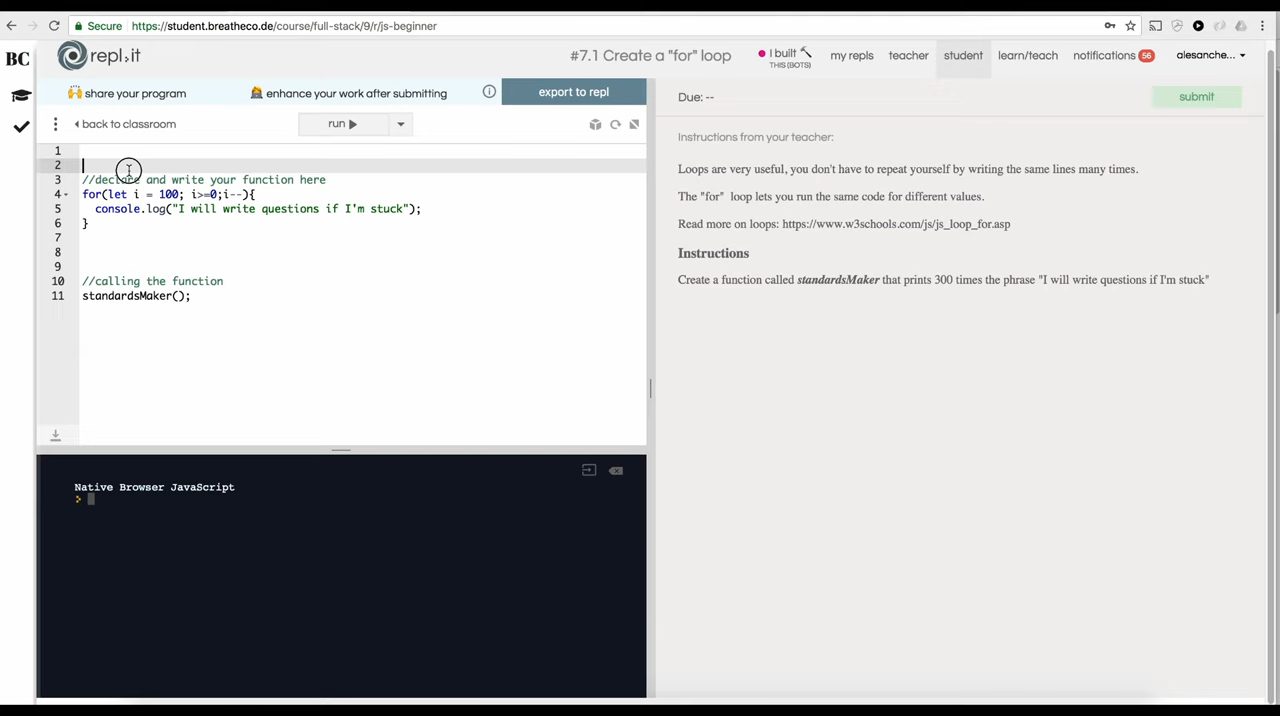 Secure https://student.breatheco.de/course/full-stack/9/r/js-beginner
BC
repl.it
#7.1 Create a "for" loop
I built
THIS (BOTS)
my repls
teacher
student
learn/teach
notifications 56
alesanche...
share your program
enhance your work after submitting
export to repl
back to classroom
run
1
2
3 //declare and write your function here
4 for(let i = 100; i>=0;i--){
5 console.log("I will write questions if I'm stuck");
6 }
7
8
9
10 //calling the function
11 standardsMaker();
Native Browser JavaScript
Due: --
submit
Instructions from your teacher:
Loops are very useful, you don't have to repeat yourself by writing the same lines many times.
The "for" loop lets you run the same code for different values.
Read more on loops: https://www.w3schools.com/js/js_loop_for.asp
Instructions
Create a function called standardsMaker that prints 300 times the phrase "I will write questions if I'm stuck"